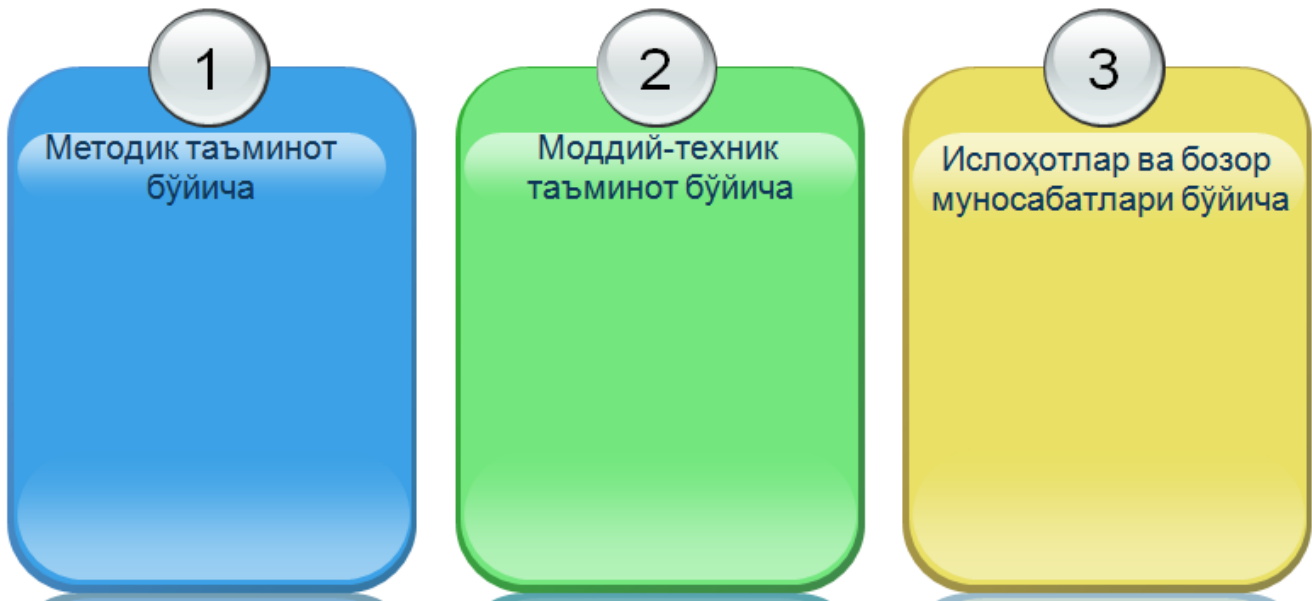 1
Методик таъминот
бўйича
2
Моддий-техник
таъминот бўйича
3
Ислоҳотлар ва бозор
муносабатлари бўйича